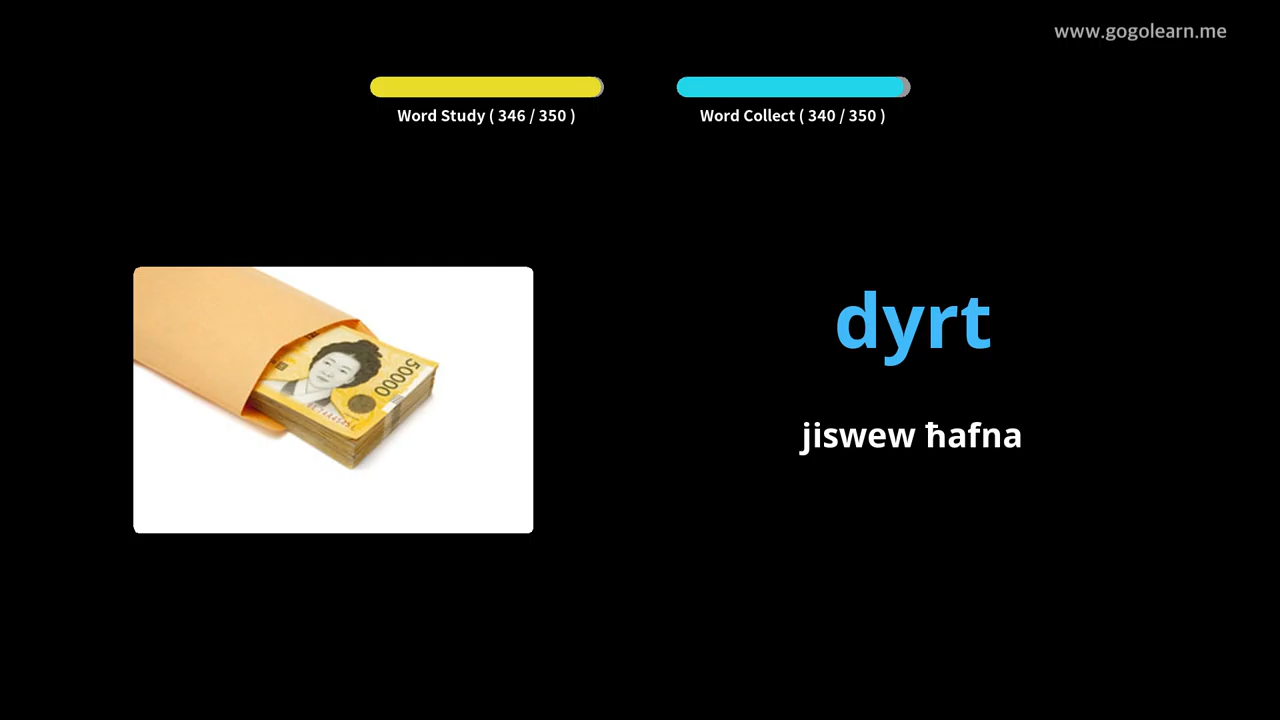 www.gogolearn.me
Word Study ( 346 / 350 )
Word Collect ( 340 / 350 )
dyrt
50000
jiswew ħafna